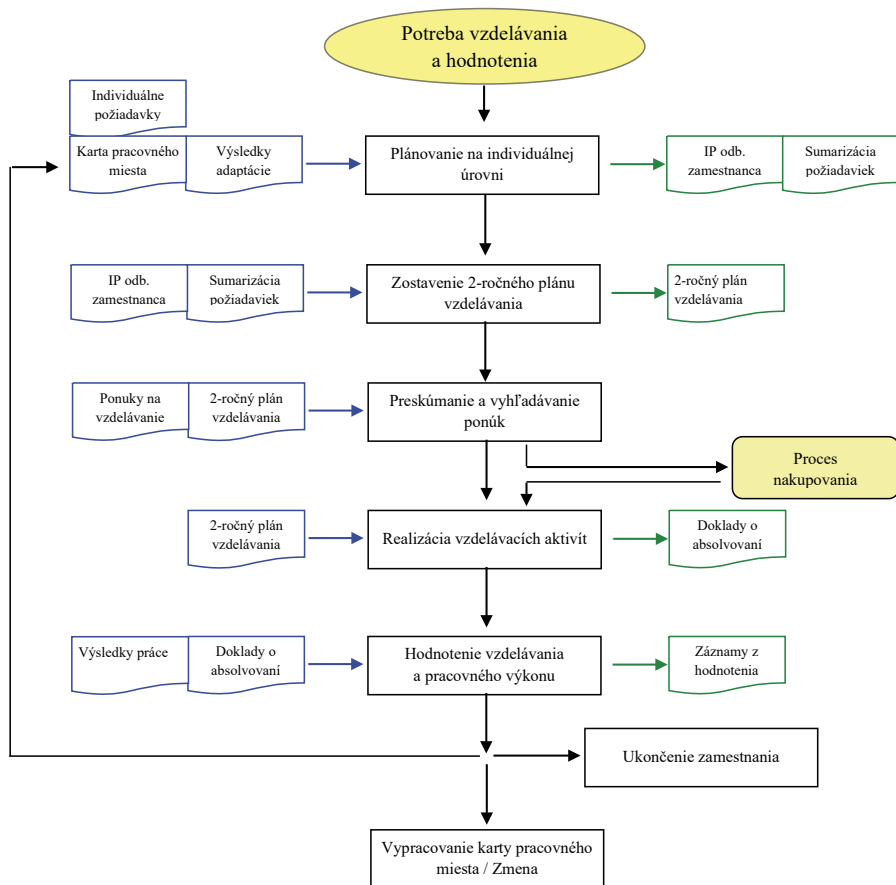 Potreba vzdelávania
a hodnotenia
Individuálne
požiadavky
Karta pracovného
miesta
Výsledky
adaptácie
Plánovanie na individuálnej
úrovni
IP odb.
zamestnanca
Sumarizácia
požiadaviek
IP odb.
zamestnanca
Sumarizácia
požiadaviek
Zostavenie 2-ročného plánu
vzdelávania
2-ročný plán
vzdelávania
Ponuky na
vzdelávanie
2-ročný plán
vzdelávania
Preskúmanie a vyhľadávanie
ponúk
Proces
nakupovania
2-ročný plán
vzdelávania
Realizácia vzdelávacích aktivít
Doklady o
absolvovaní
Výsledky práce
Doklady o
absolvovaní
Hodnotenie vzdelávania
a pracovného výkonu
Záznamy z
hodnotenia
Ukončenie zamestnania
Vypracovanie karty pracovného
miesta / Zmena